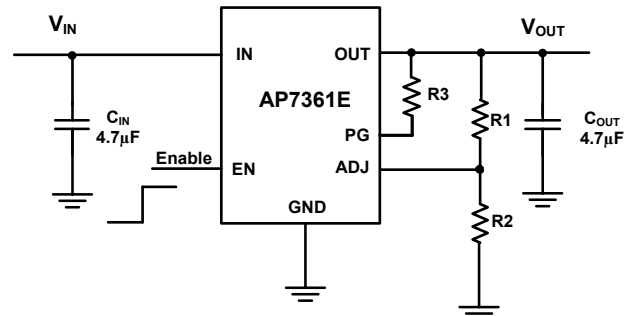 VIN
VOUT
IN
OUT
AP7361E
R3
R1
CIN
4.7µF
COUT
4.7µF
PG
Enable
EN
ADJ
GND
R2